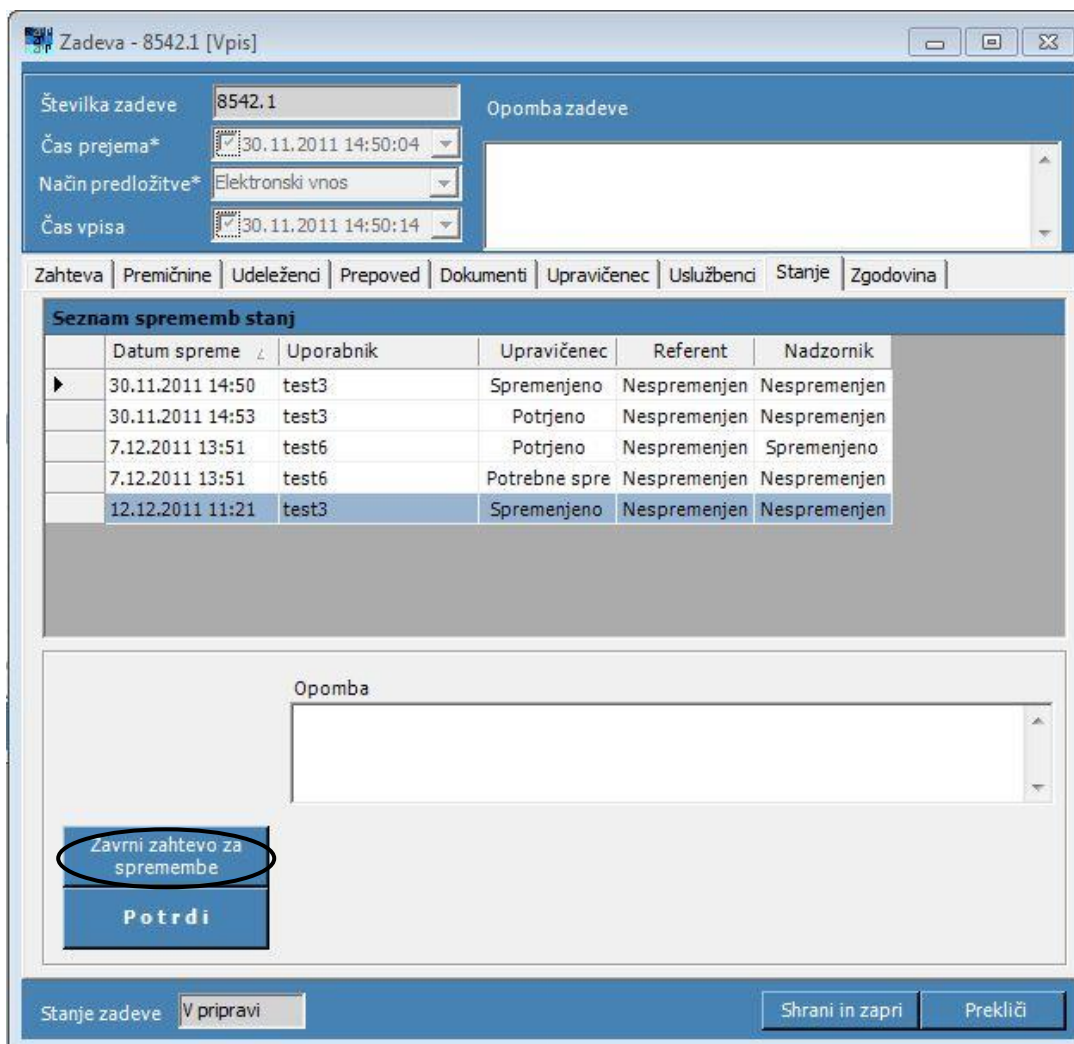 Zadeva - 8542.1 [Vpis]
Številka zadeve 8542.1 Opomba zadeve
Čas prejema* 30.11.2011 14:50:04
Način predložitve* Elektronski vnos
Čas vpisa 30.11.2011 14:50:14
Zahteva Premičnine Udeleženci Prepoved Dokumenti Upravičenec Uslužbenci Stanje Zgodovina
Seznam sprememb stanj
Datum spreme Uporabnik Upravičenec Referent Nadzornik
30.11.2011 14:50 test3 Spremenjeno Nespremenjen Nespremenjen
30.11.2011 14:53 test3 Potrjeno Nespremenjen Nespremenjen
7.12.2011 13:51 test6 Potrjeno Nespremenjen Spremenjeno
7.12.2011 13:51 test6 Potrebne spre Nespremenjen Nespremenjen
12.12.2011 11:21 test3 Spremenjeno Nespremenjen Nespremenjen
Opomba
Zavrni zahtevo za
spremembe
Potrdi
Stanje zadeve V pripravi Shrani in zapri Prekliči